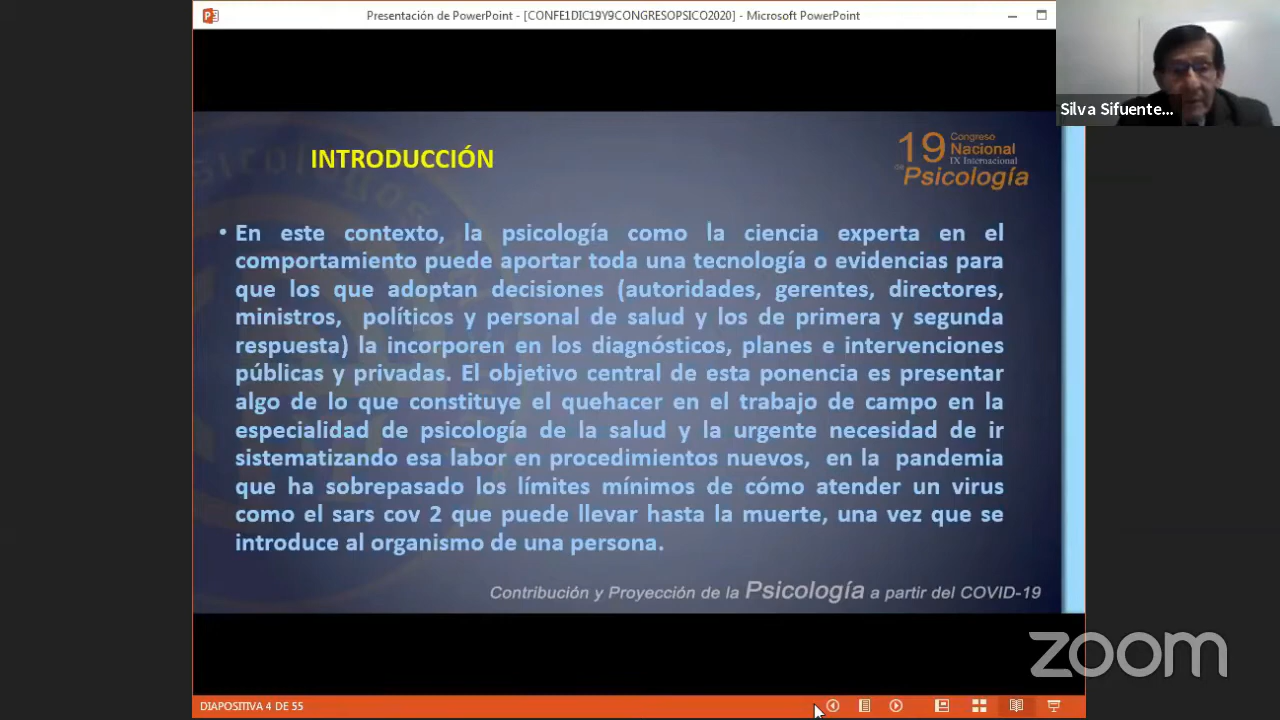 Presentación de PowerPoint - [CONFE1DIC19Y9CONGRESOPSICO2020] - Microsoft PowerPoint
Silva Sifuente...
19 Congreso
Nacional
IX Internacional
de Psicología
INTRODUCCIÓN
• En este contexto, la psicología como la ciencia experta en el
comportamiento puede aportar toda una tecnología o evidencias para
que los que adoptan decisiones (autoridades, gerentes, directores,
ministros, políticos y personal de salud y los de primera y segunda
respuesta) la incorporen en los diagnósticos, planes e intervenciones
públicas y privadas. El objetivo central de esta ponencia es presentar
algo de lo que constituye el quehacer en el trabajo de campo en la
especialidad de psicología de la salud y la urgente necesidad de ir
sistematizando esa labor en procedimientos nuevos, en la pandemia
que ha sobrepasado los límites mínimos de cómo atender un virus
como el sars cov 2 que puede llevar hasta la muerte, una vez que se
introduce al organismo de una persona.
Contribución y Proyección de la Psicología a partir del COVID-19
zoom
DIAPOSITIVA 4 DE 55